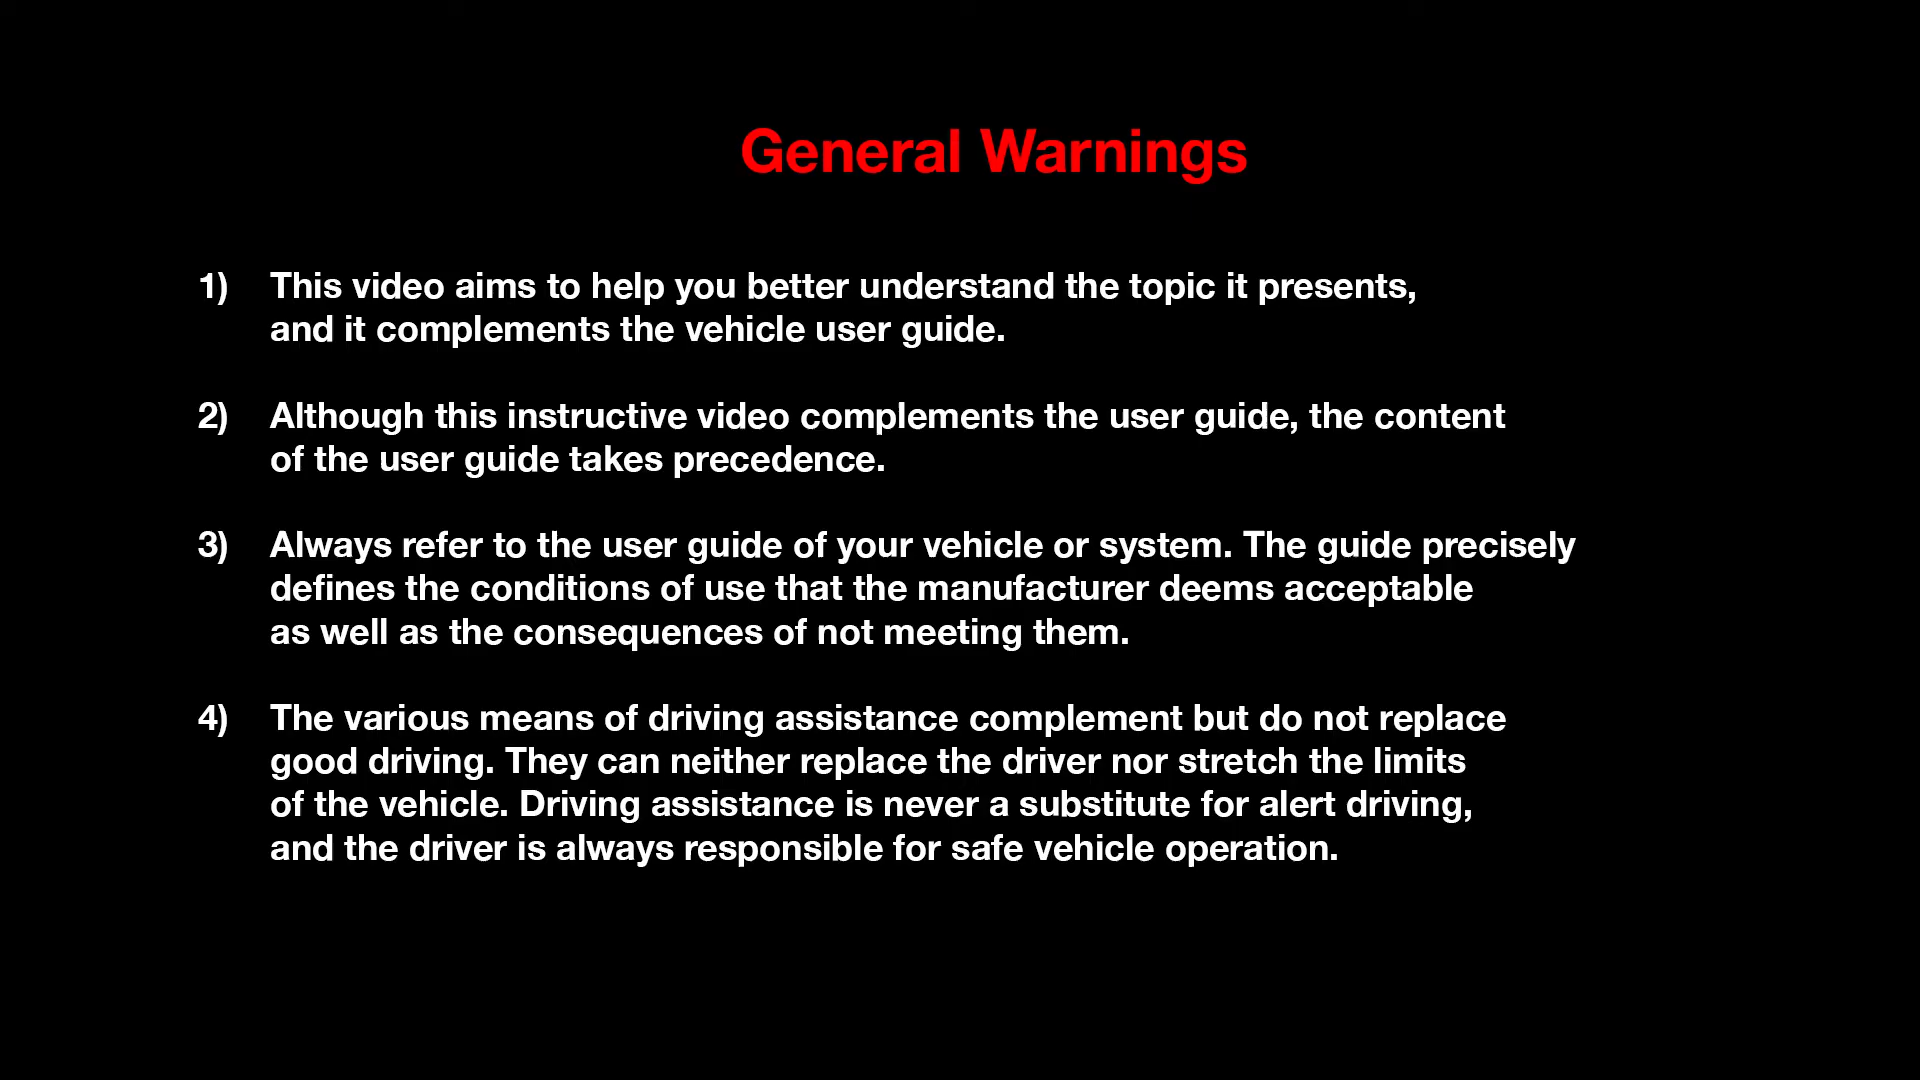 General Warnings
1) This video aims to help you better understand the topic it presents,
and it complements the vehicle user guide.
2) Although this instructive video complements the user guide, the content
of the user guide takes precedence.
3) Always refer to the user guide of your vehicle or system. The guide precisely
defines the conditions of use that the manufacturer deems acceptable
as well as the consequences of not meeting them.
4) The various means of driving assistance complement but do not replace
good driving. They can neither replace the driver nor stretch the limits
of the vehicle. Driving assistance is never a substitute for alert driving,
and the driver is always responsible for safe vehicle operation.